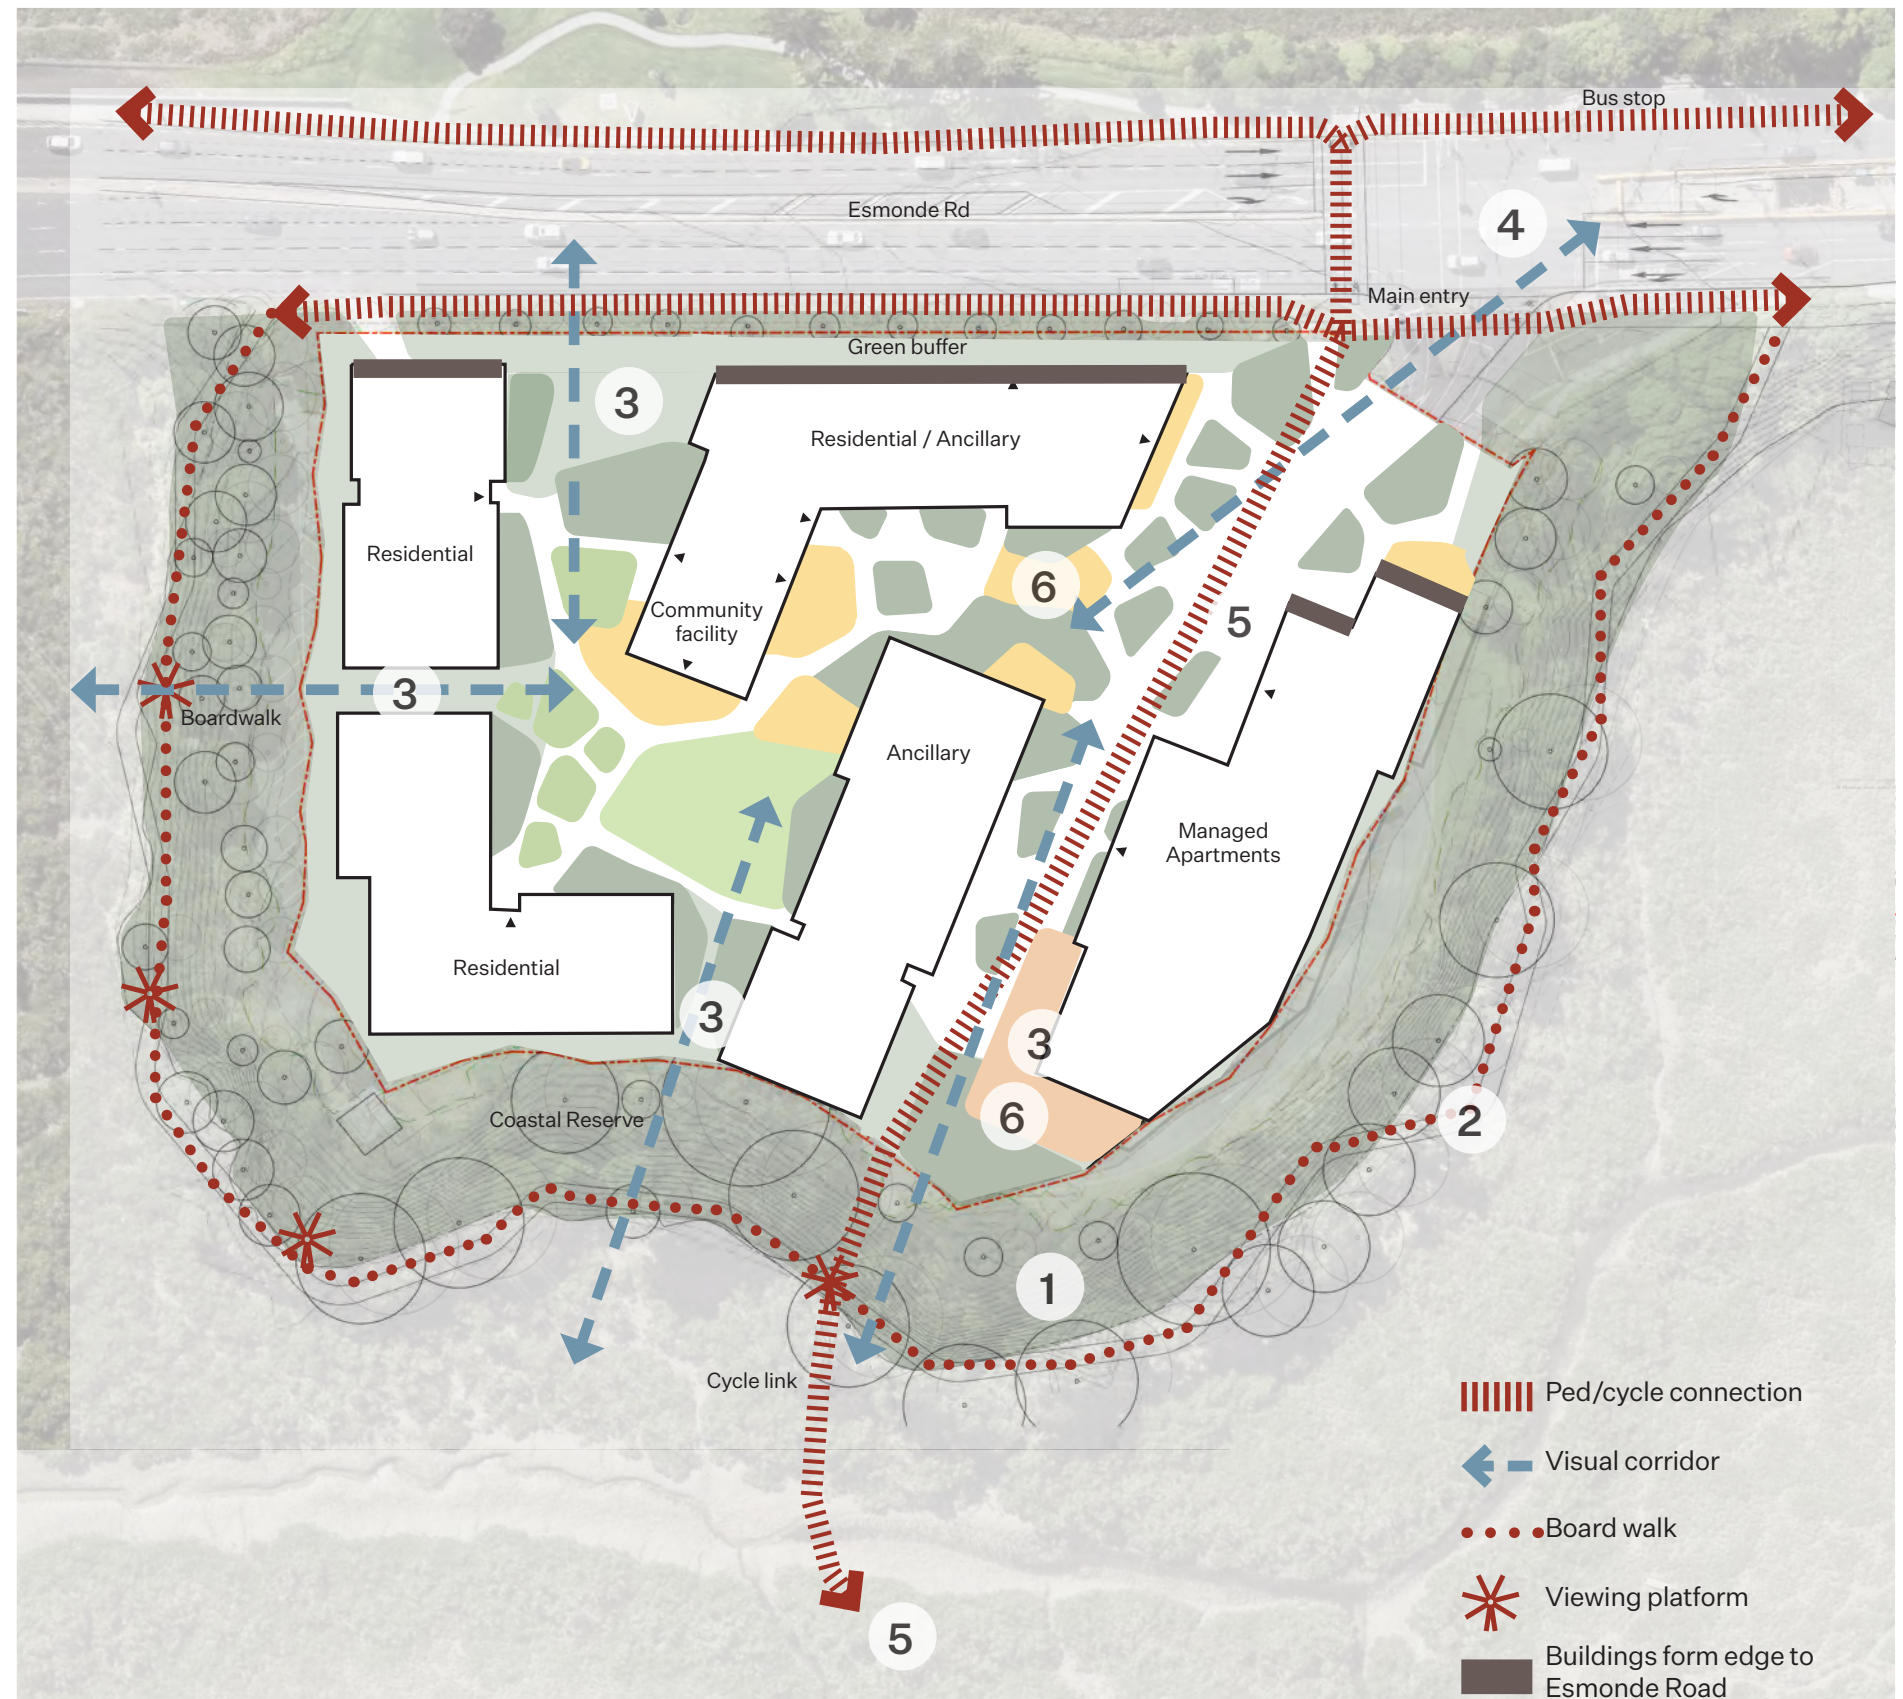 Bus stop
Esmonde Rd
4
Main entry
Green buffer
3
Residential / Ancillary
Residential
6
Community
facility
5
3
Boardwalk
Ancillary
Managed
Apartments
Residential
3
3
6
Coastal Reserve
2
1
Cycle link
Ped/cycle connection
Visual corridor
Board walk
Viewing platform
5
Buildings form edge to
Esmonde Road